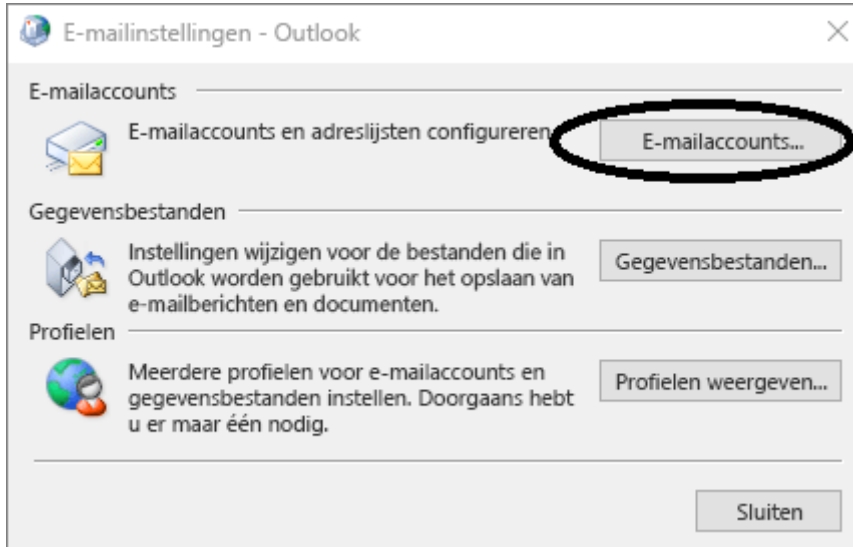 E-mailinstellingen - Outlook
E-mailaccounts
E-mailaccounts en adreslijsten configureren
E-mailaccounts...
Gegevensbestanden
Instellingen wijzigen voor de bestanden die in
Outlook worden gebruikt voor het opslaan van
e-mailberichten en documenten.
Gegevensbestanden...
Profielen
Meerdere profielen voor e-mailaccounts en
gegevensbestanden instellen. Doorgaans hebt
u er maar één nodig.
Profielen weergeven...
Sluiten